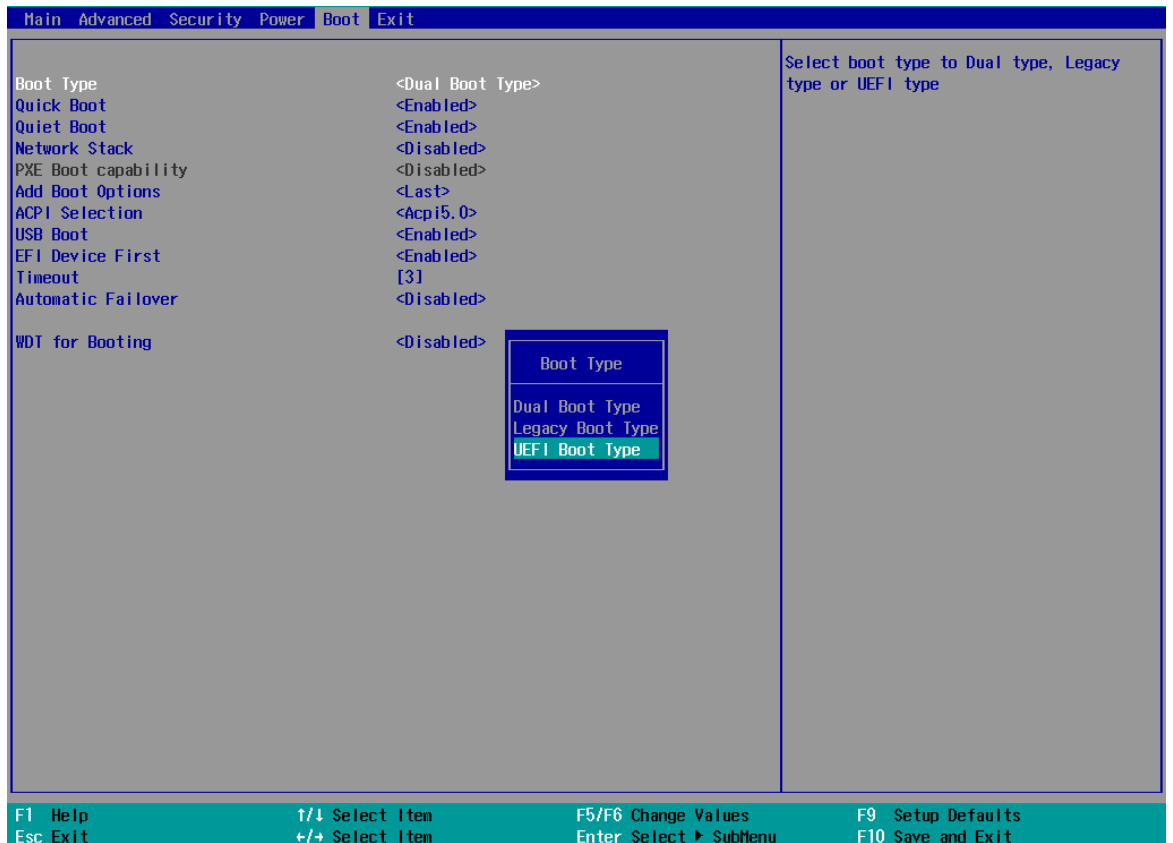 Main Advanced Security Power Boot Exit
Select boot type to Dual type, Legacy
type or UEFI type
Boot Type <Dual Boot Type>
Quick Boot <Enabled>
Quiet Boot <Enabled>
Network Stack <Disabled>
PXE Boot capability <Disabled>
Add Boot Options <Last>
ACPI Selection <Acpi5.0>
USB Boot <Enabled>
EFI Device First <Enabled>
Timeout [3]
Automatic Failover <Disabled>
WDT for Booting <Disabled>
Boot Type
Dual Boot Type
Legacy Boot Type
UEFI Boot Type
F1 Help ↑/↓ Select Item F5/F6 Change Values F9 Setup Defaults
Esc Exit ←/→ Select Item Enter Select ▶ SubMenu F10 Save and Exit